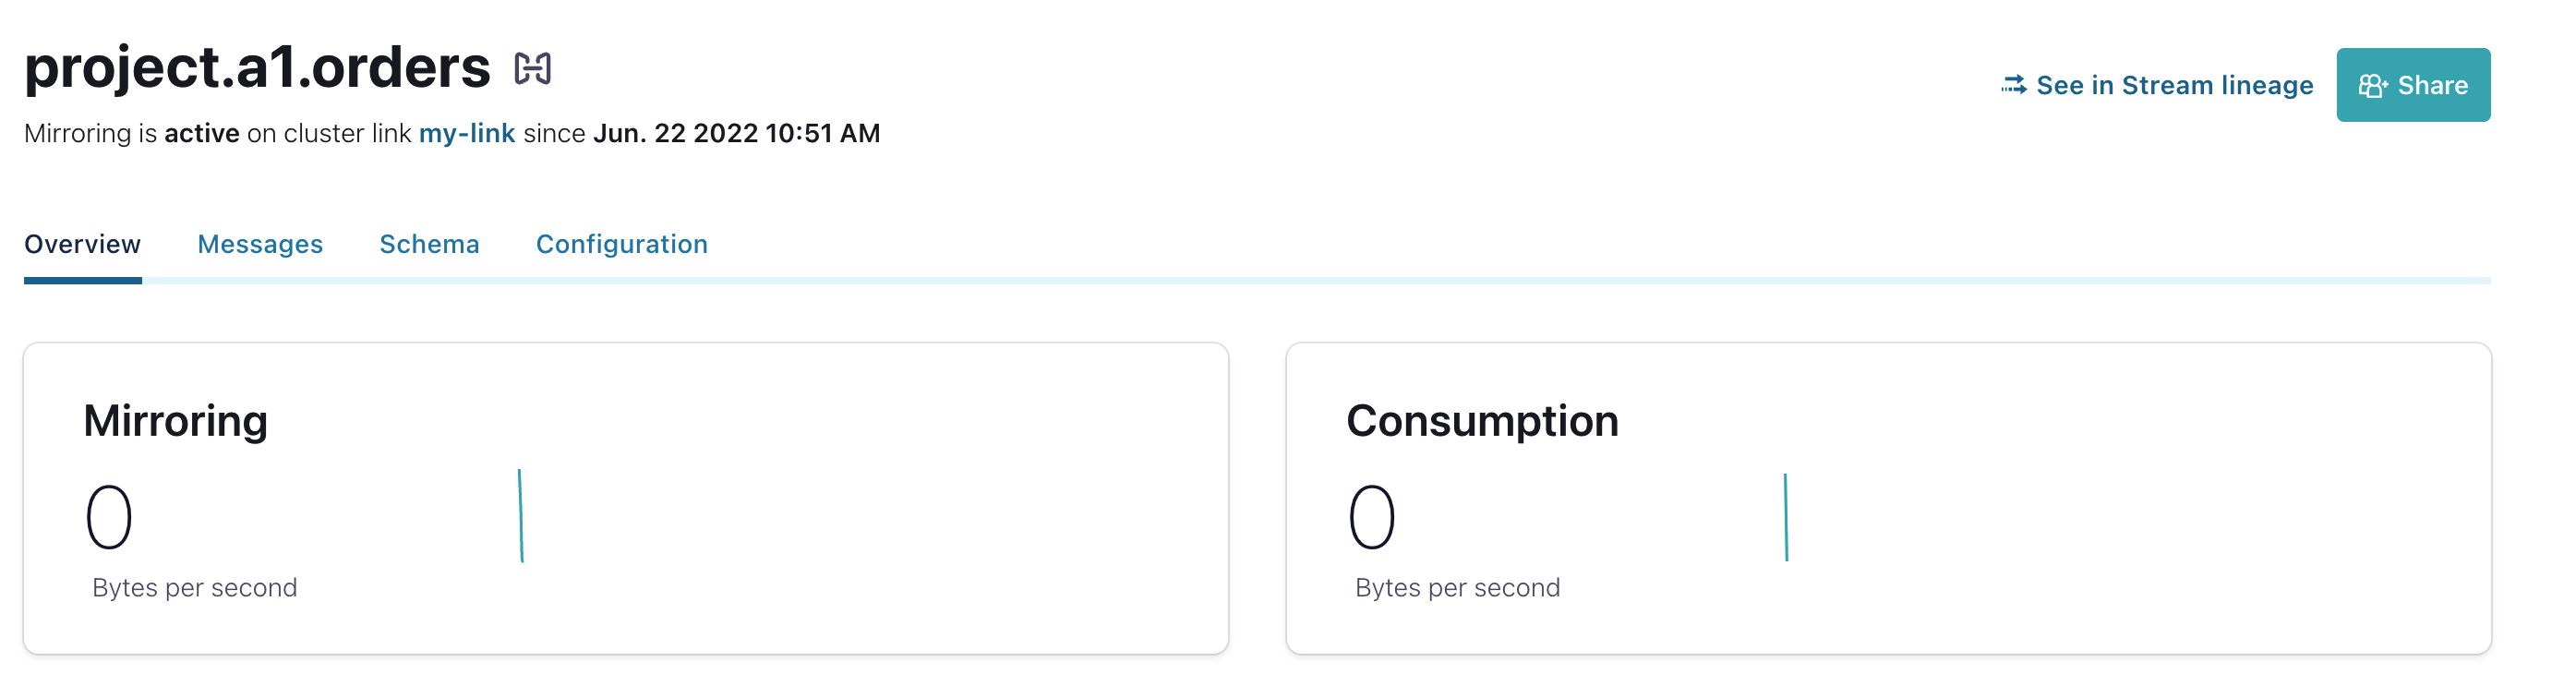 project.a1.orders
See in Stream lineage
Share
Mirroring is active on cluster link my-link since Jun. 22 2022 10:51 AM
Overview Messages Schema Configuration
Mirroring
0
Bytes per second
Consumption
0
Bytes per second